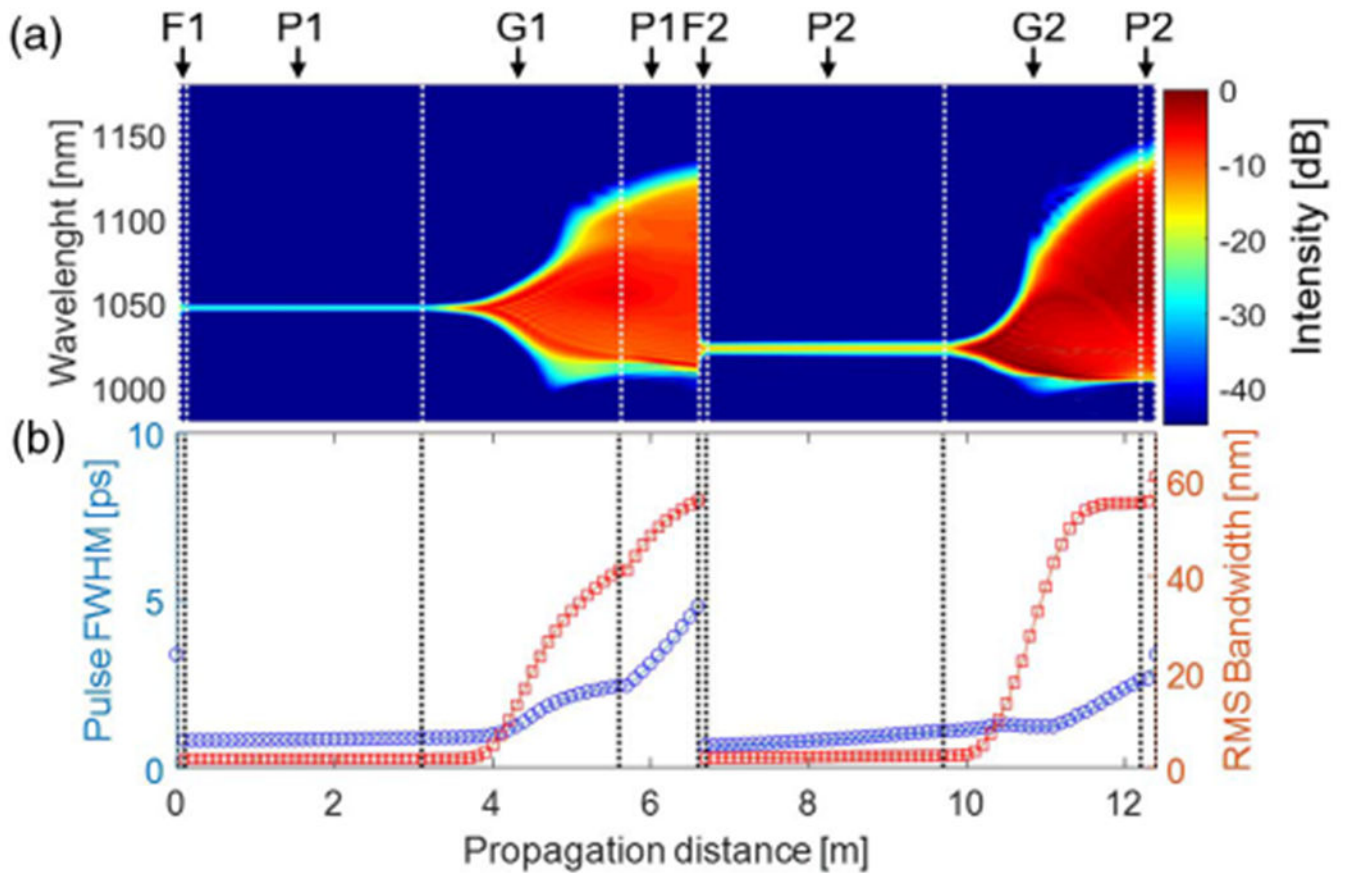 (a) F1 P1 G1 P1 F2 P2 G2 P2
Wavelenght [nm]
1150
1100
1050
1000
0
-10
-20
-30
-40
Intensity [dB]
(b)
Pulse FWHM [ps]
10
5
0
60
40
20
0
RMS Bandwidth [nm]
0 2 4 6 8 10 12
Propagation distance [m]